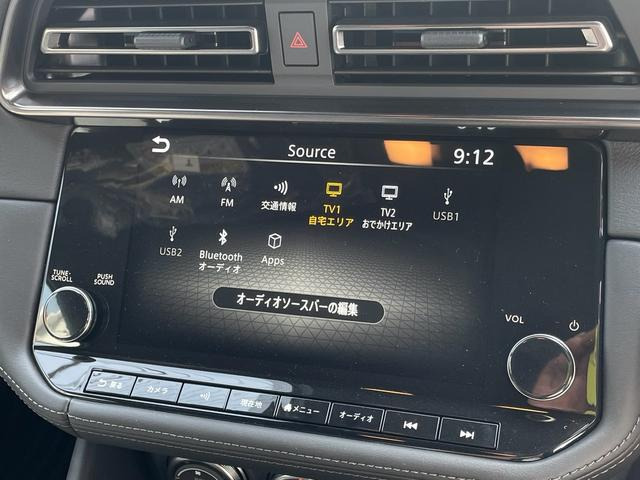 Source
9:12
AM
FM
交通情報
TV1
自宅エリア
TV2
おでかけエリア
USB1
USB2
Bluetooth
オーディオ
Apps
オーディオソースバーの編集
TUNE-
SCROLL
PUSH
SOUND
VOL
戻る
カメラ
現在地
メニュー
オーディオ